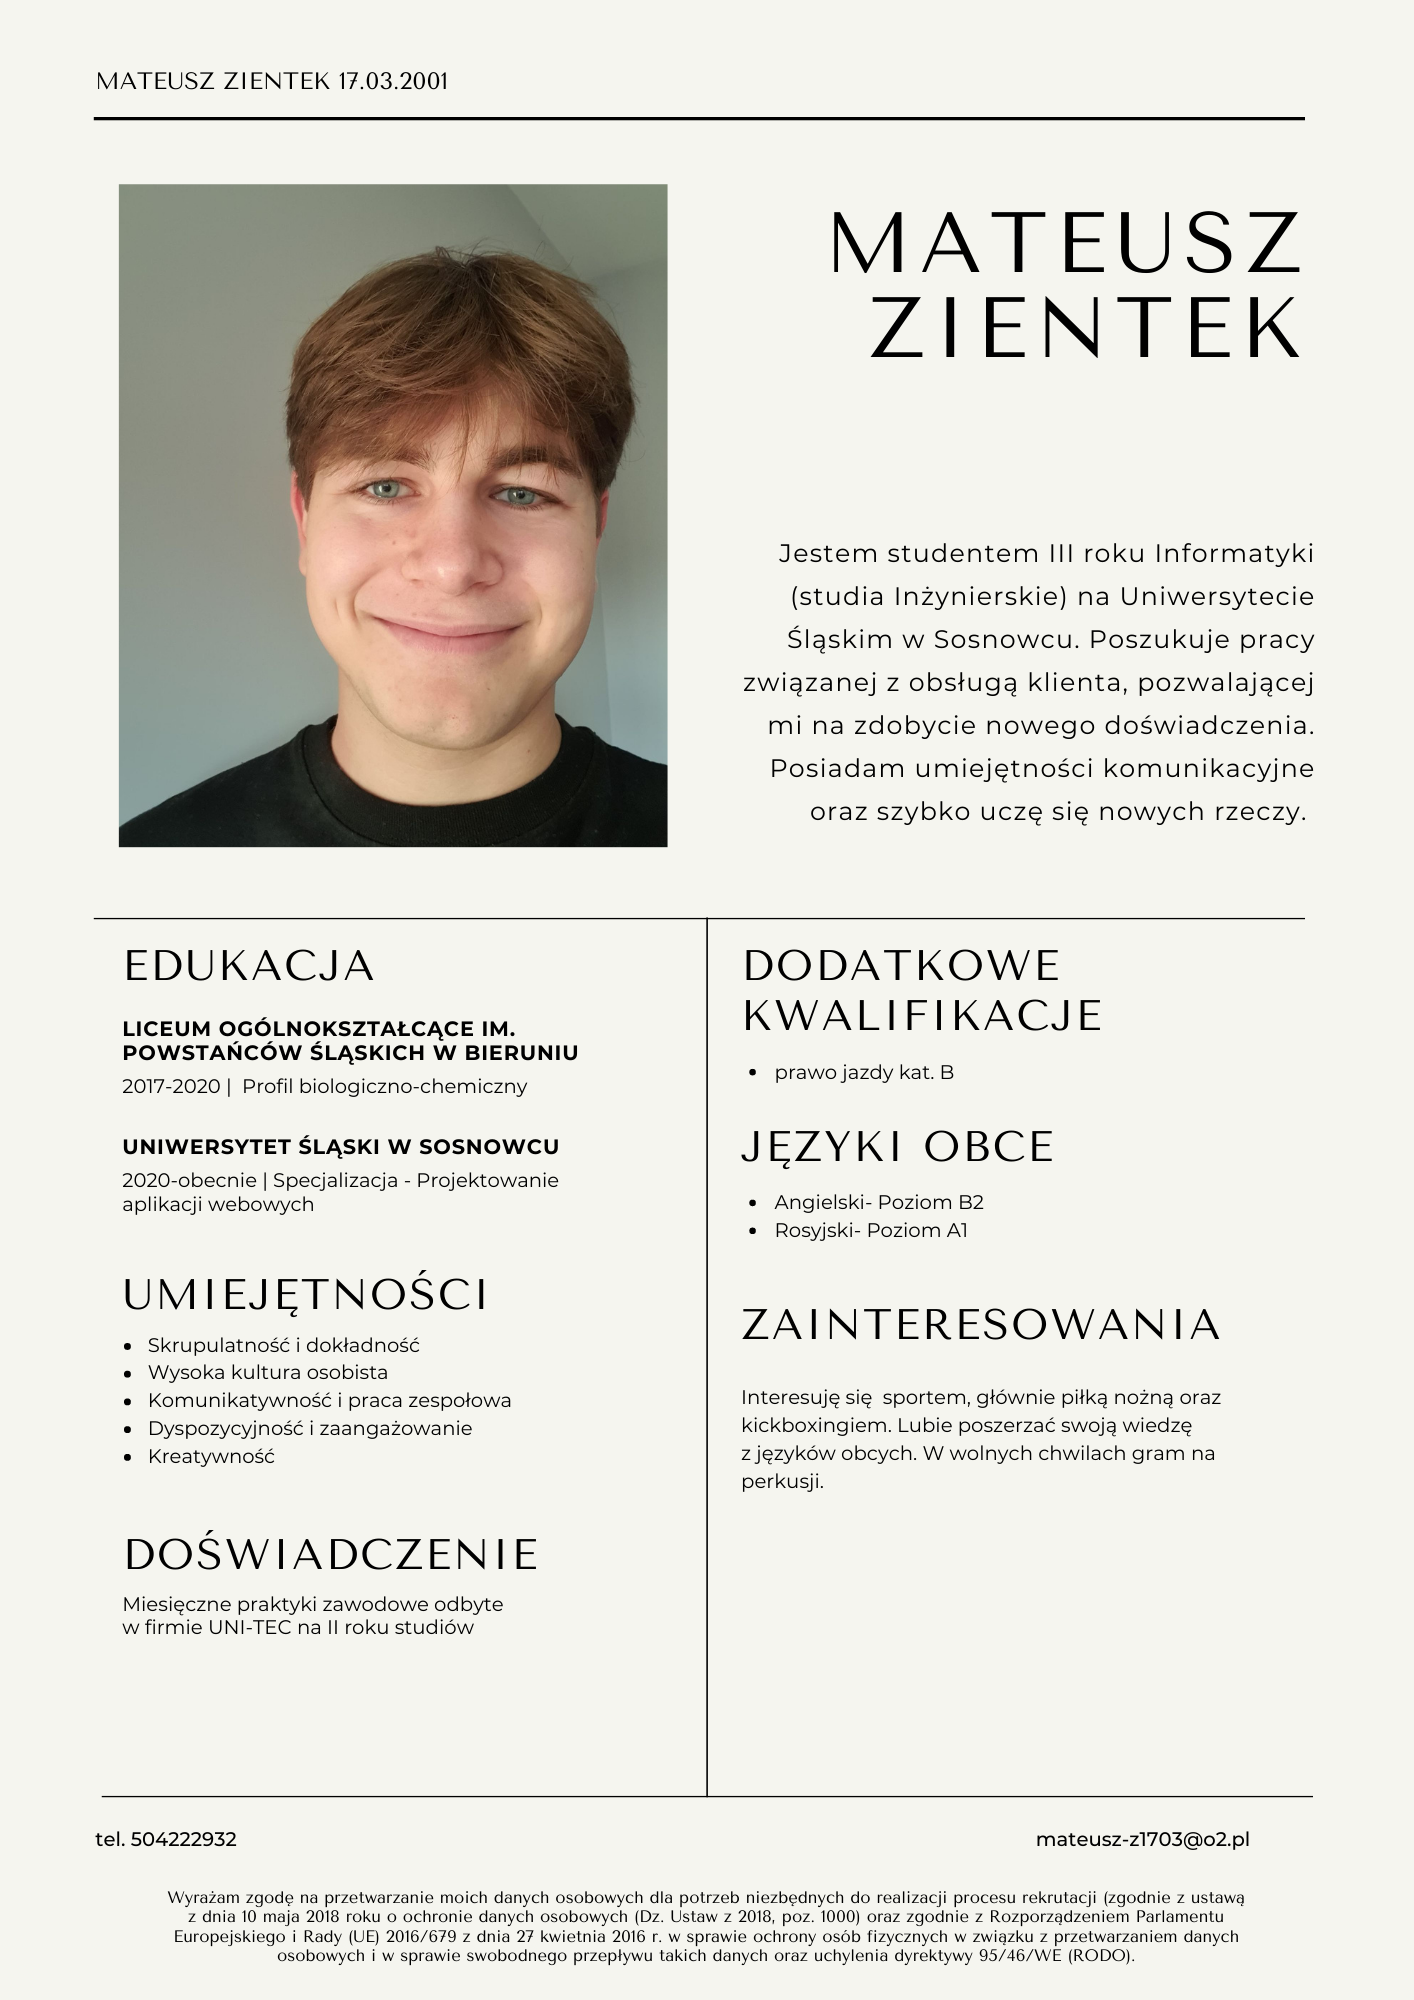 MATEUSZ ZIENTEK 17.03.2001
MATEUSZ
ZIENTEK
Jestem studentem III roku Informatyki
(studia Inżynierskie) na Uniwersytecie
Śląskim w Sosnowcu. Poszukuje pracy
związanej z obsługą klienta, pozwalającej
mi na zdobycie nowego doświadczenia.
Posiadam umiejętności komunikacyjne
oraz szybko uczę się nowych rzeczy.
EDUKACJA
LICEUM OGÓLNOKSZTAŁCĄCE IM.
POWSTAŃCÓW ŚLĄSKICH W BIERUNIU
2017-2020 | Profil biologiczno-chemiczny
UNIWERSYTET ŚLĄSKI W SOSNOWCU
2020-obecnie | Specjalizacja - Projektowanie
aplikacji webowych
UMIEJĘTNOŚCI
• Skrupulatność i dokładność
• Wysoka kultura osobista
• Komunikatywność i praca zespołowa
• Dyspozycyjność i zaangażowanie
• Kreatywność
DOŚWIADCZENIE
Miesięczne praktyki zawodowe odbyte
w firmie UNI-TEC na II roku studiów
DODATKOWE
KWALIFIKACJE
• prawo jazdy kat. B
JĘZYKI OBCE
• Angielski- Poziom B2
• Rosyjski- Poziom A1
ZAINTERESOWANIA
Interesuję się sportem, głównie piłką nożną oraz
kickboxingiem. Lubie poszerzać swoją wiedzę
z języków obcych. W wolnych chwilach gram na
perkusji.
tel. 504222932
mateusz-z1703@o2.pl
Wyrażam zgodę na przetwarzanie moich danych osobowych dla potrzeb niezbędnych do realizacji procesu rekrutacji (zgodnie z ustawą
z dnia 10 maja 2018 roku o ochronie danych osobowych (Dz. Ustaw z 2018, poz. 1000) oraz zgodnie z Rozporządzeniem Parlamentu
Europejskiego i Rady (UE) 2016/679 z dnia 27 kwietnia 2016 r. w sprawie ochrony osób fizycznych w związku z przetwarzaniem danych
osobowych i w sprawie swobodnego przepływu takich danych oraz uchylenia dyrektywy 95/46/WE (RODO).